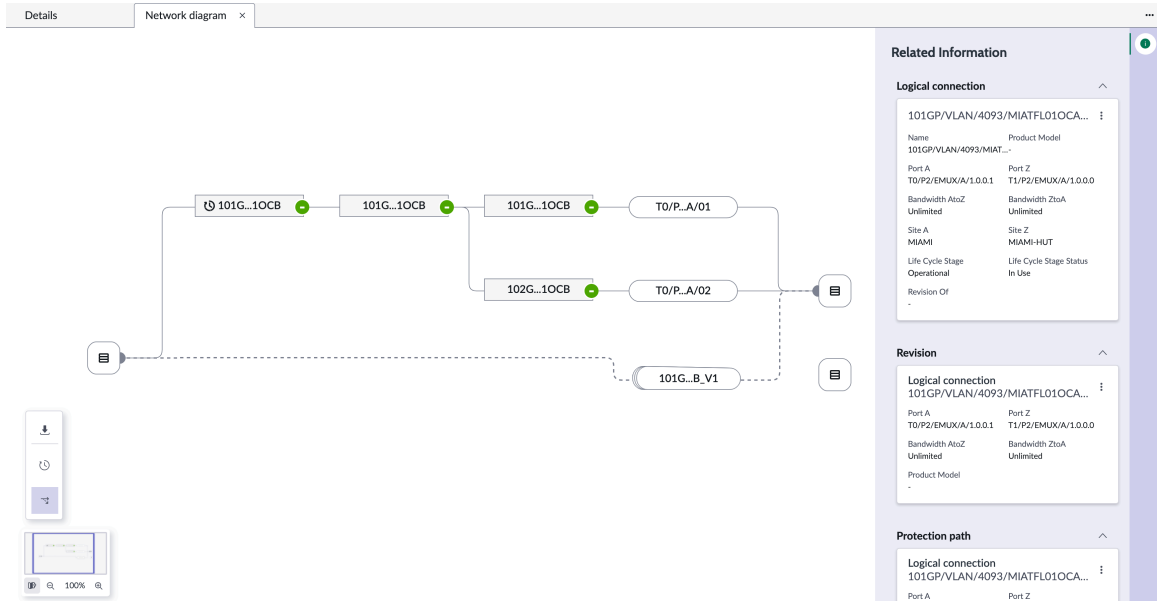 Details
Network diagram ×
Related Information
Logical connection
101GP/VLAN/4093/MIATFL01OCA...
Name Product Model
101GP/VLAN/4093/MIAT... -
Port A Port Z
T0/P2/EMUX/A/1.0.0.1 T1/P2/EMUX/A/1.0.0.0
Bandwidth AtoZ Bandwidth ZtoA
Unlimited Unlimited
Site A Site Z
MIAMI MIAMI-HUT
Life Cycle Stage Life Cycle Stage Status
Operational In Use
Revision Of
-
101G...1OCB
101G...1OCB
101G...1OCB
T0/P...A/01
102G...1OCB
T0/P...A/02
101G...B_V1
Revision
Logical connection
101GP/VLAN/4093/MIATFL01OCA...
Port A Port Z
T0/P2/EMUX/A/1.0.0.1 T1/P2/EMUX/A/1.0.0.0
Bandwidth AtoZ Bandwidth ZtoA
Unlimited Unlimited
Product Model
-
Protection path
Logical connection
101GP/VLAN/4093/MIATFL01OCA...
Port A Port Z
100%